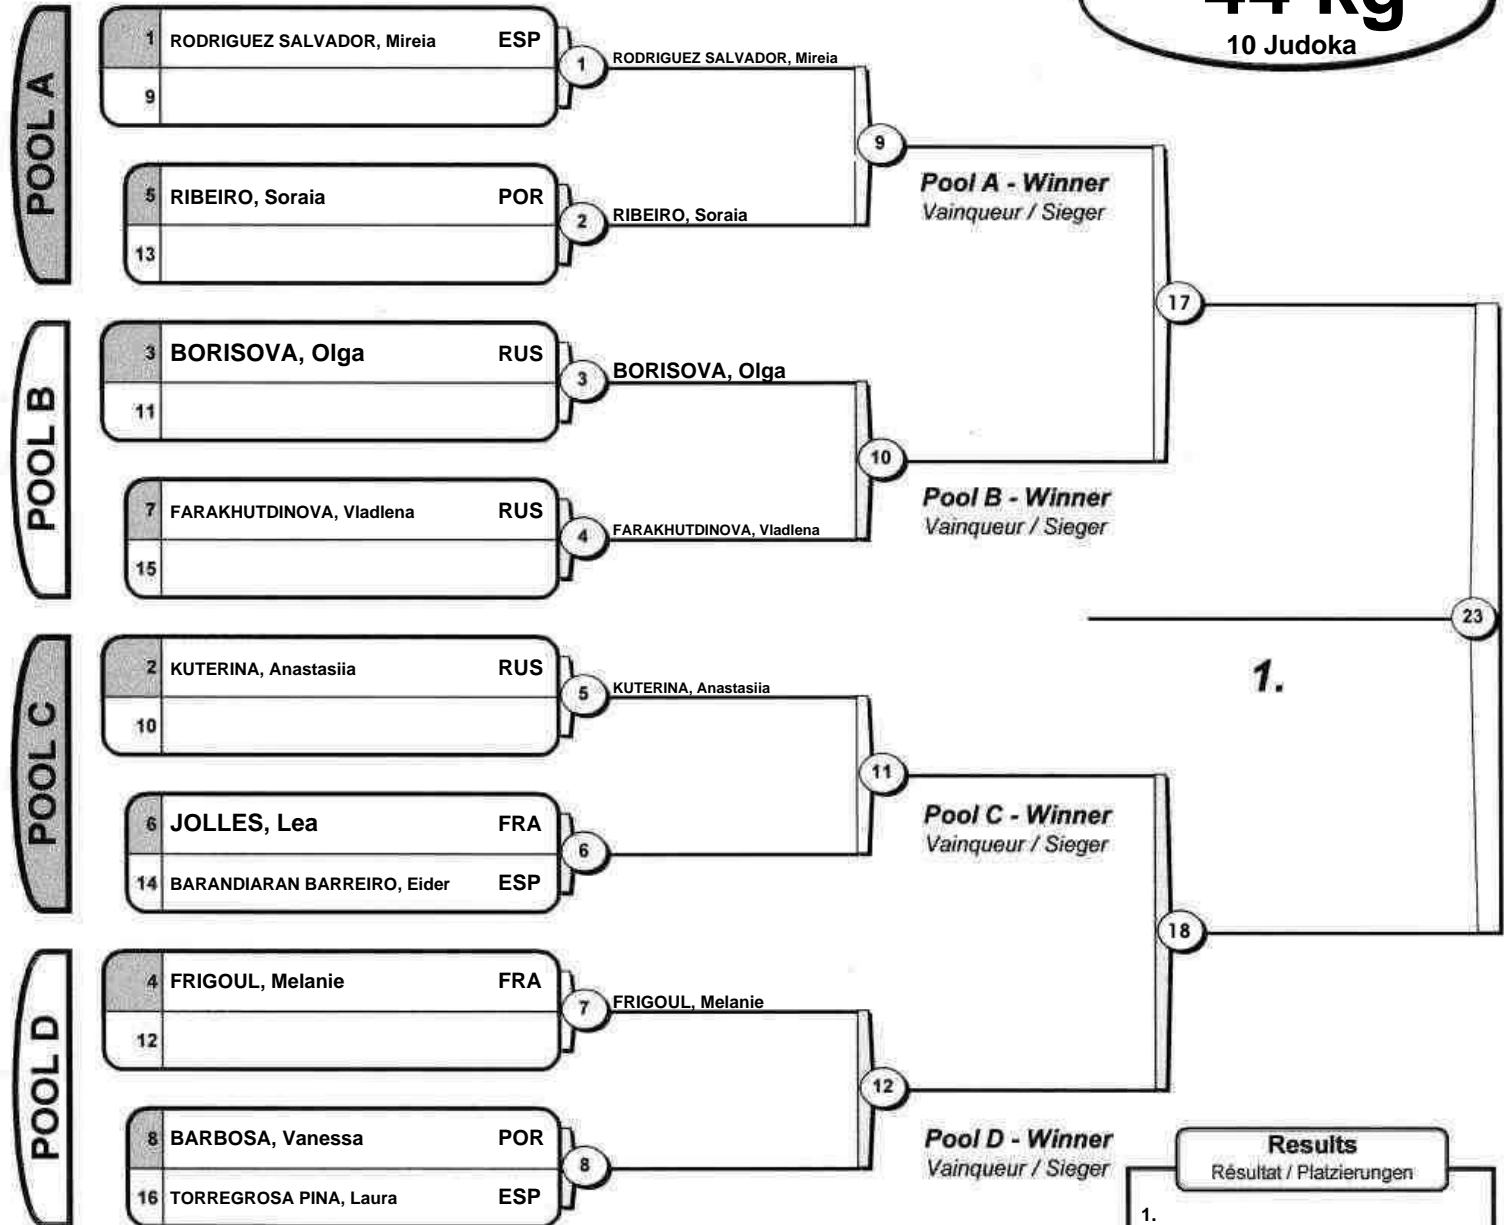 44 kg
10 Judoka
POOL A
1 RODRIGUEZ SALVADOR, Mireia ESP
9
1 RODRIGUEZ SALVADOR, Mireia
5 RIBEIRO, Soraia POR
13
2 RIBEIRO, Soraia
9
Pool A - Winner
Vainqueur / Sieger
17
POOL B
3 BORISOVA, Olga RUS
11
3 BORISOVA, Olga
7 FARAKHUTDINOVA, Vladlena RUS
15
4 FARAKHUTDINOVA, Vladlena
10
Pool B - Winner
Vainqueur / Sieger
23
1.
POOL C
2 KUTERINA, Anastasiia RUS
10
5 KUTERINA, Anastasiia
6 JOLLES, Lea FRA
14 BARANDIARAN BARREIRO, Eider ESP
6
11
Pool C - Winner
Vainqueur / Sieger
18
POOL D
4 FRIGOUL, Melanie FRA
12
7 FRIGOUL, Melanie
8 BARBOSA, Vanessa POR
16 TORREGROSA PINA, Laura ESP
8
12
Pool D - Winner
Vainqueur / Sieger
Results
Résultat / Platzierungen
1.